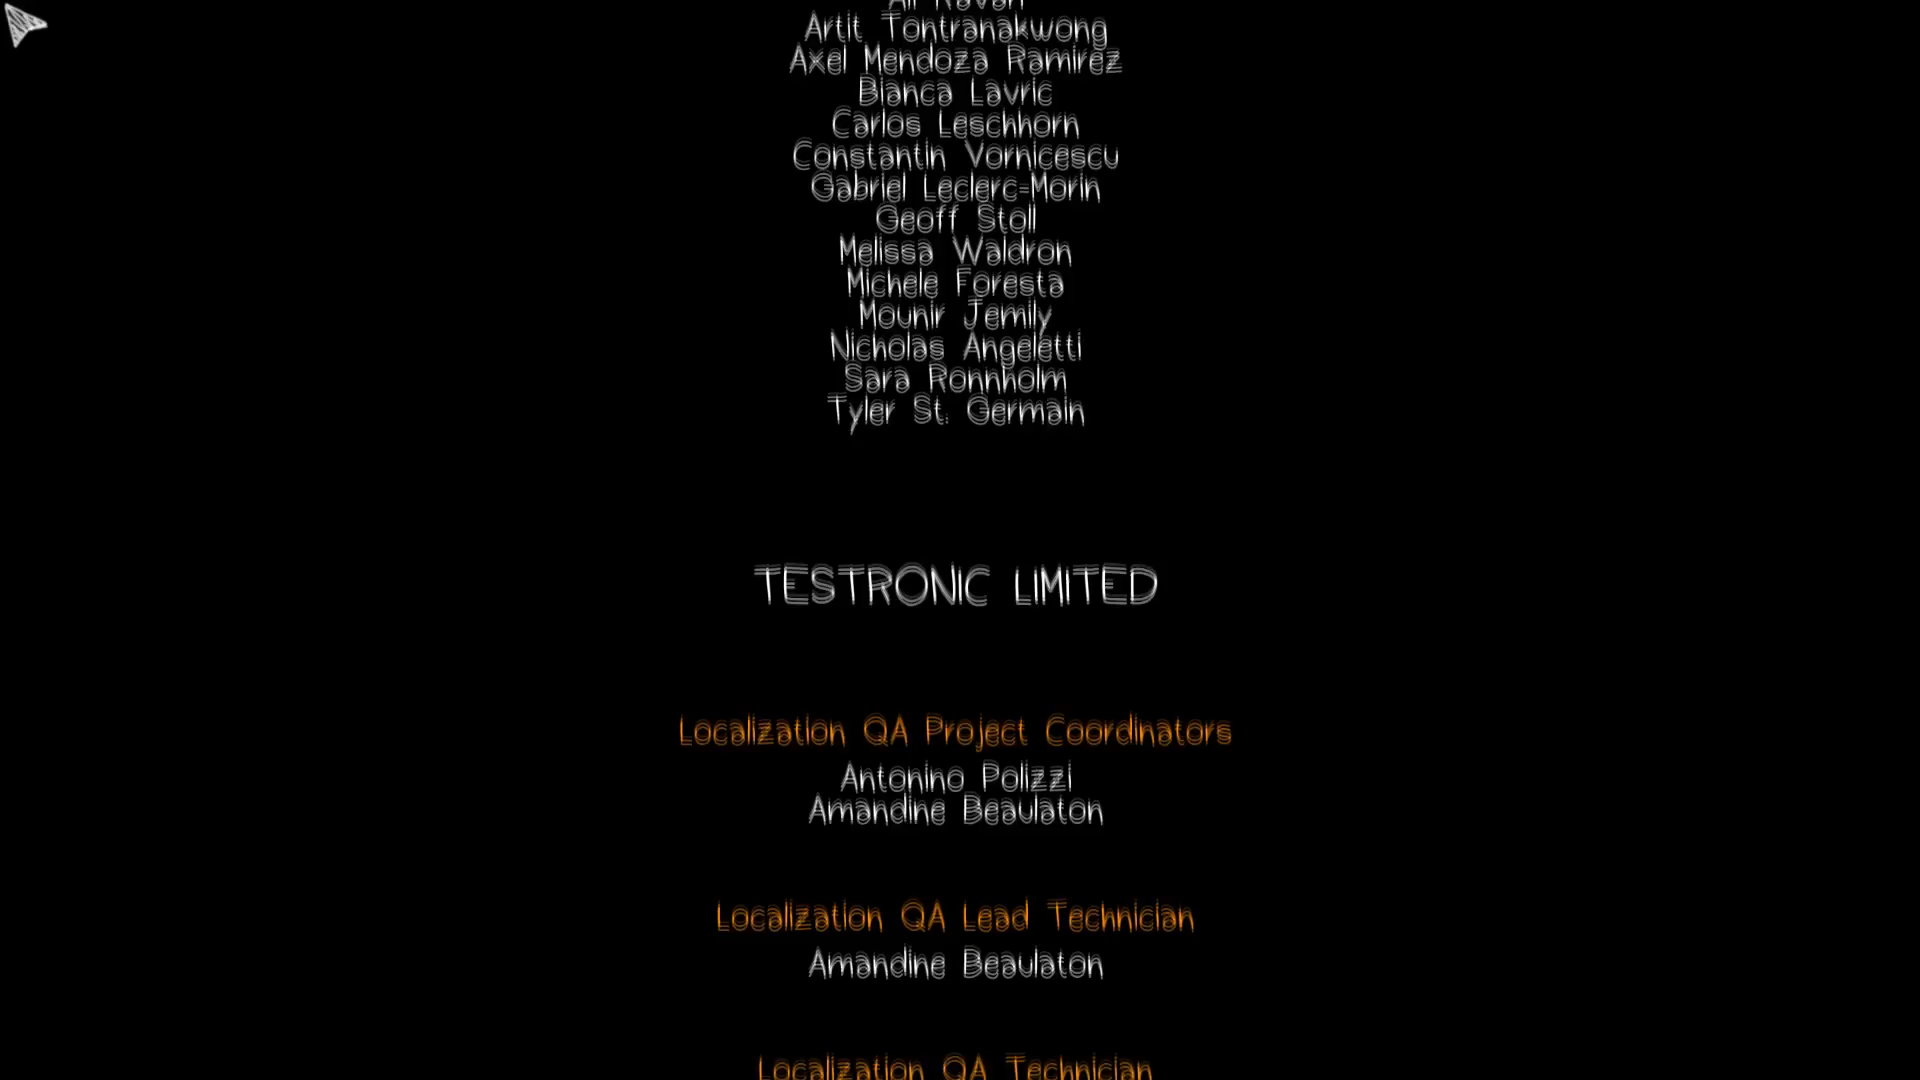 Artit Tontranakwong
Axel Mendoza Ramirez
Bianca Lavric
Carlos Leschhorn
Constantin Vornicescu
Gabriel Leclerc-Morin
Geoff Stoll
Melissa Waldron
Michele Foresta
Mounir Jemily
Nicholas Angeletti
Sara Ronnholm
Tyler St. Germain
TESTRONIC LIMITED
Localization QA Project Coordinators
Antonino Polizzi
Amandine Beaulaton
Localization QA Lead Technician
Amandine Beaulaton
Localization QA Technician